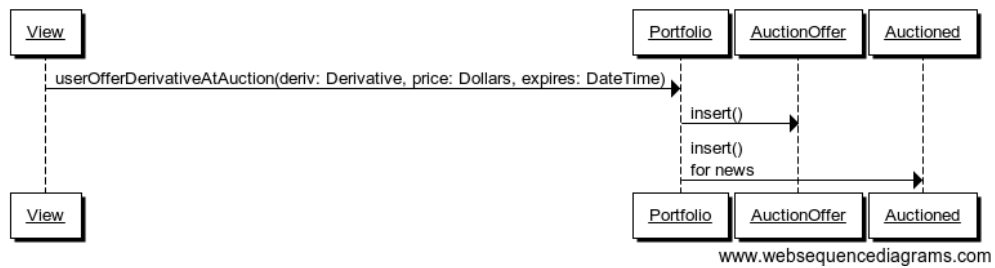 View
Portfolio
AuctionOffer
Auctioned
userOfferDerivativeAtAuction(deriv: Derivative, price: Dollars, expires: DateTime)
insert()
insert()
for news
View
Portfolio
AuctionOffer
Auctioned
www.websequencediagrams.com